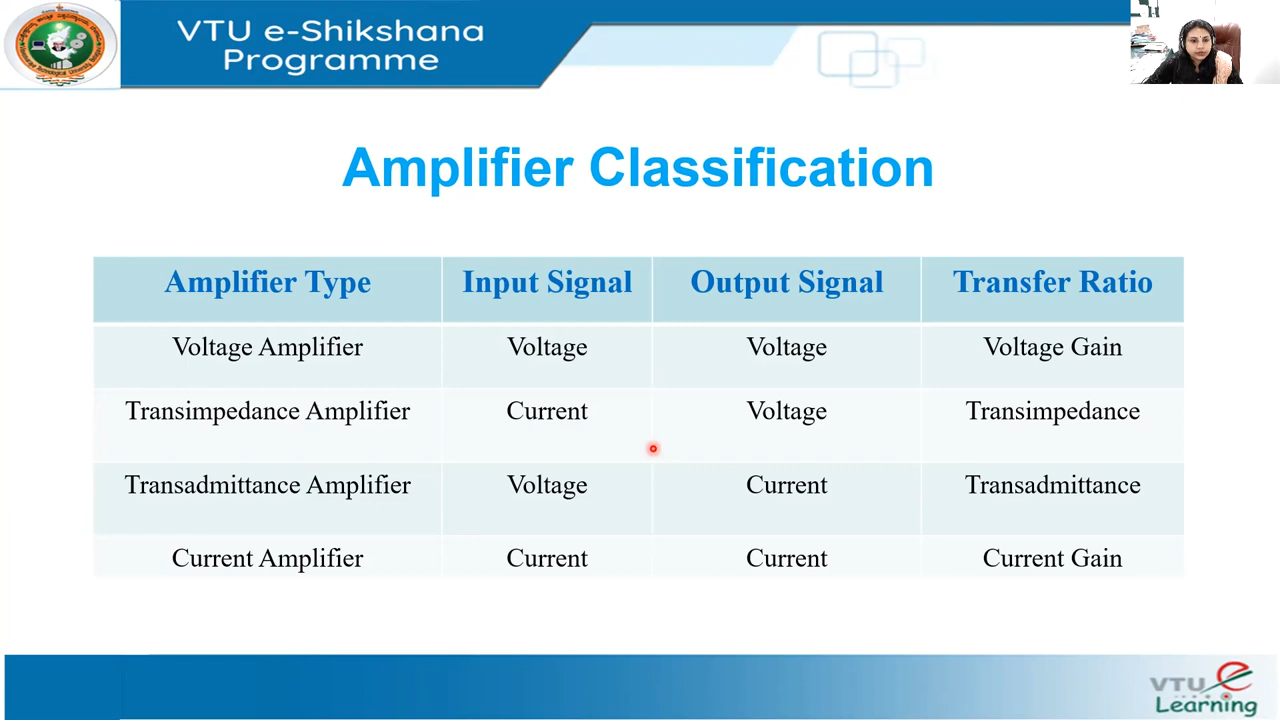 VTU e-Shikshana
Programme
Amplifier Classification
Amplifier Type Input Signal Output Signal Transfer Ratio
Voltage Amplifier Voltage Voltage Voltage Gain
Transimpedance Amplifier Current Voltage Transimpedance
Transadmittance Amplifier Voltage Current Transadmittance
Current Amplifier Current Current Current Gain
VTU e
Learning